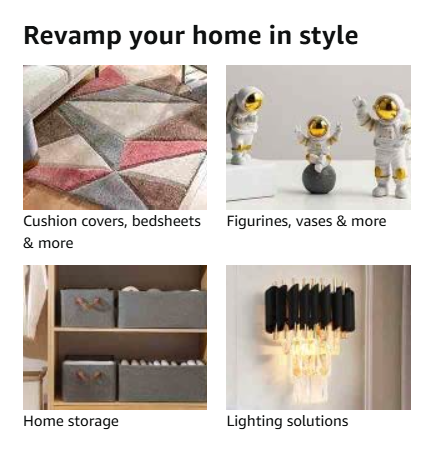 Revamp your home in style
Cushion covers, bedsheets
& more
Figurines, vases & more
Home storage
Lighting solutions